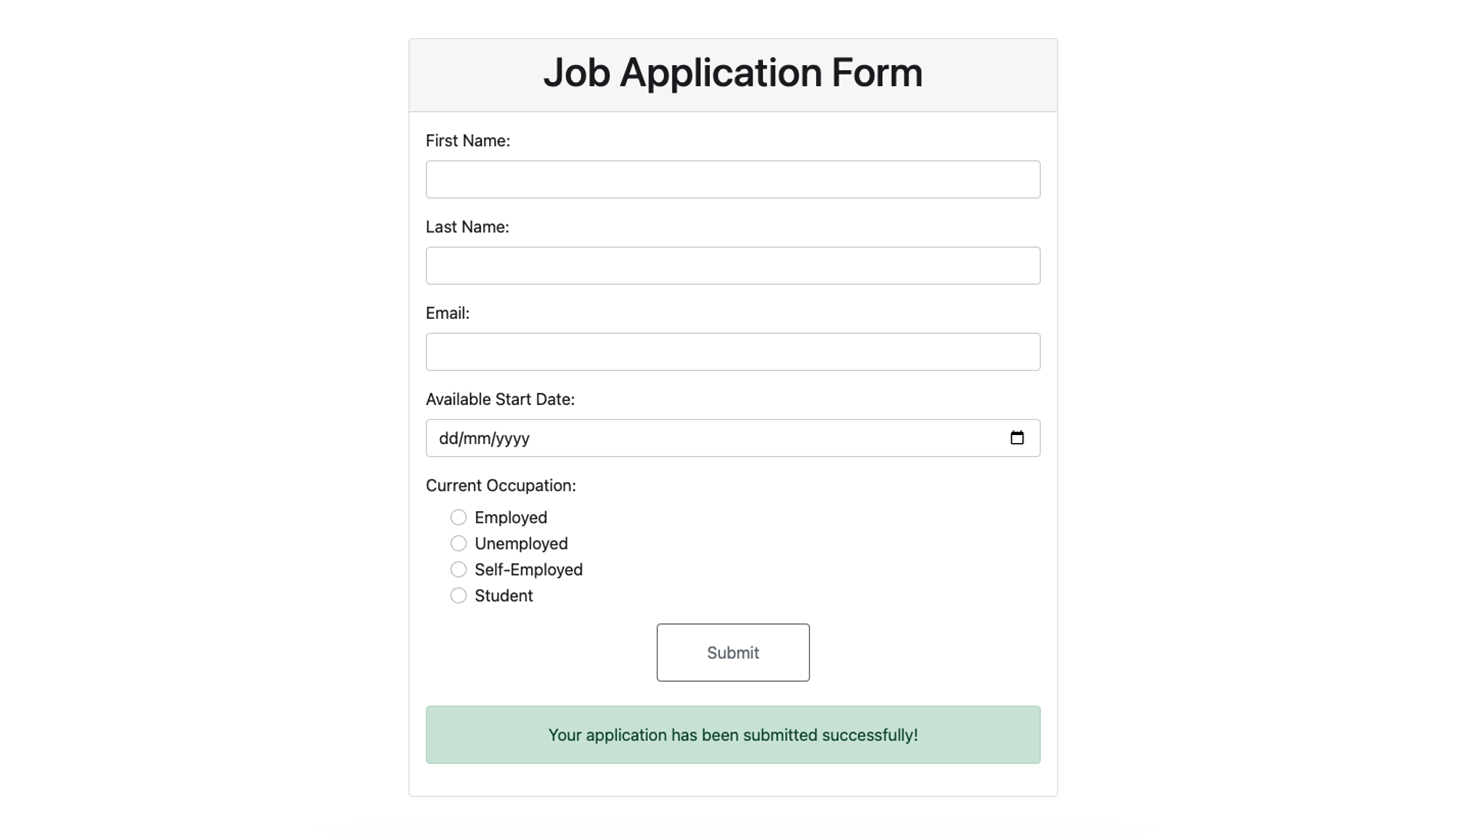 Job Application Form
First Name:
Last Name:
Email:
Available Start Date:
dd/mm/yyyy
Current Occupation:
Employed
Unemployed
Self-Employed
Student
Submit
Your application has been submitted successfully!